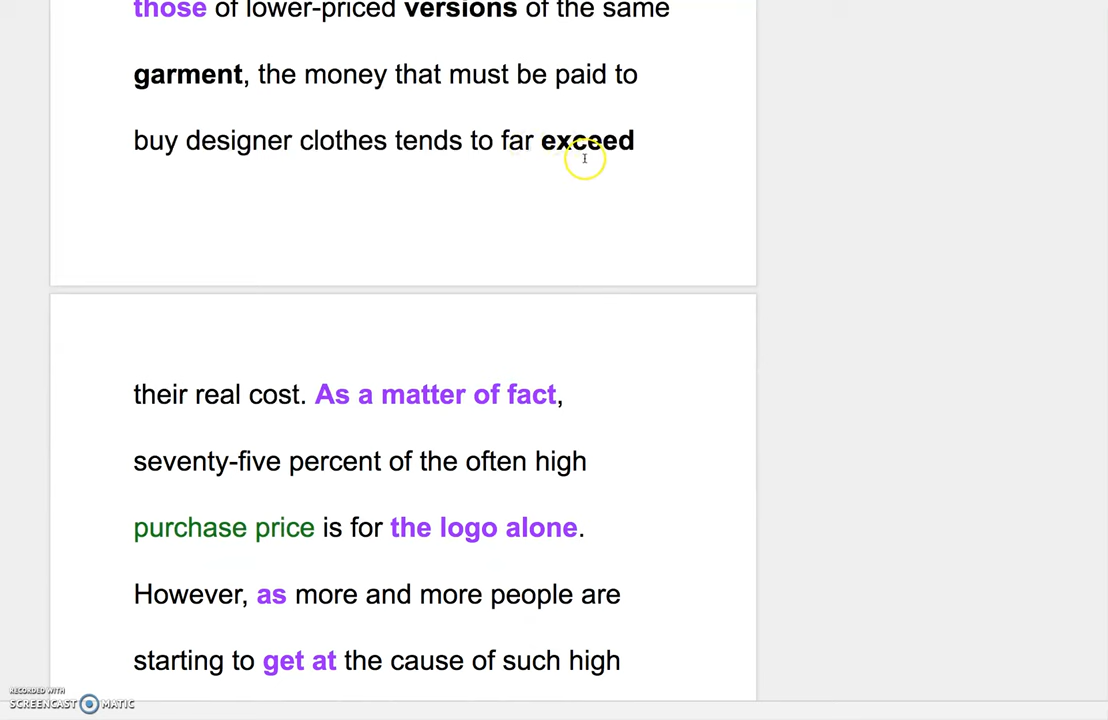 those of lower-priced versions of the same
garment, the money that must be paid to
buy designer clothes tends to far exceed
their real cost. As a matter of fact,
seventy-five percent of the often high
purchase price is for the logo alone.
However, as more and more people are
starting to get at the cause of such high
RECORDED WITH
SCREENCAST MATIC